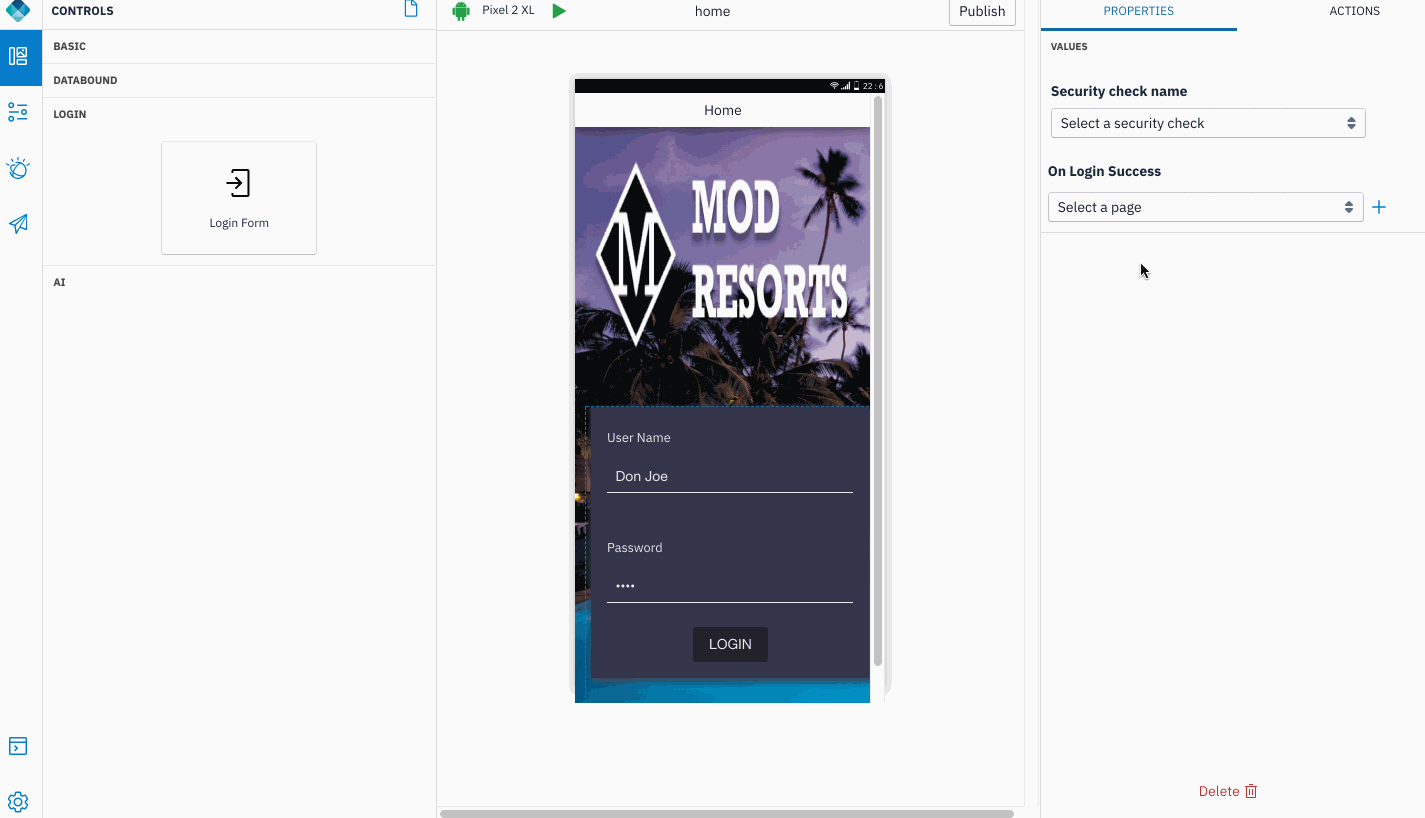 CONTROLS
BASIC
DATABOUND
LOGIN
Login Form
AI
Pixel 2 XL
home
Publish
22:6
Home
M
MOD
RESORTS
User Name
Don Joe
Password
••••
LOGIN
PROPERTIES
ACTIONS
VALUES
Security check name
Select a security check
On Login Success
Select a page
Delete